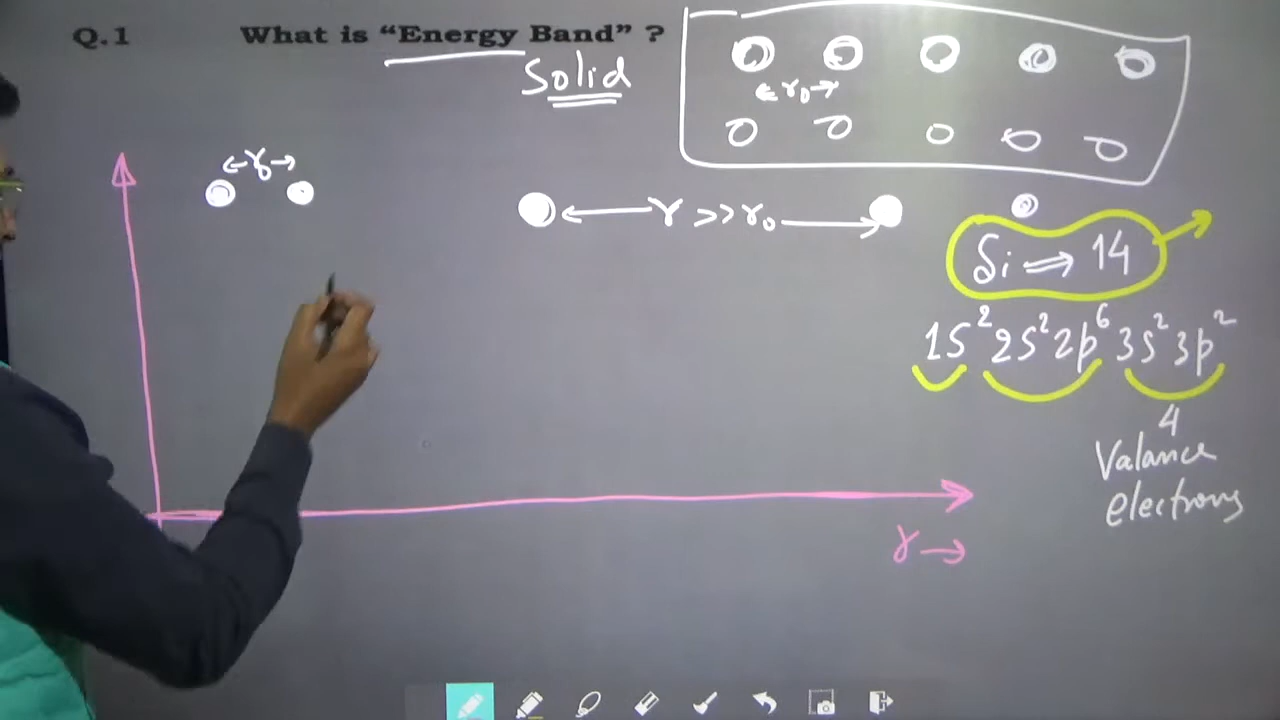 Q.1 What is “Energy Band” ?
Solid
r₀
r
r >> r₀
Si ⇒ 14
1S² 2S² 2p⁶ 3S² 3p²
4
Valance
electrons
r →